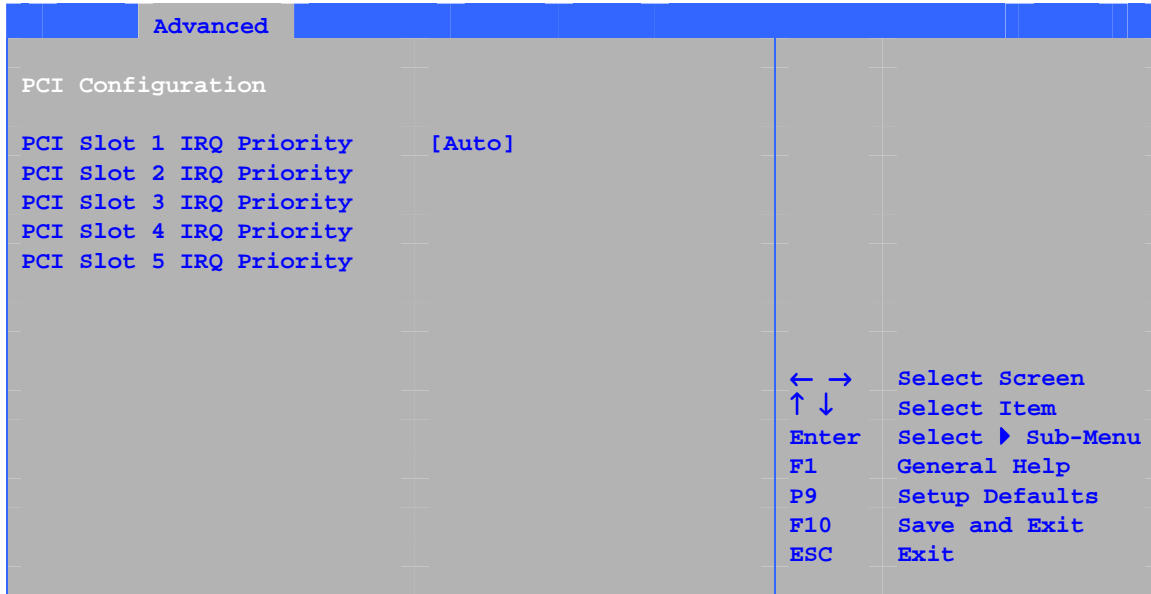 Advanced
PCI Configuration
PCI Slot 1 IRQ Priority [Auto]
PCI Slot 2 IRQ Priority
PCI Slot 3 IRQ Priority
PCI Slot 4 IRQ Priority
PCI Slot 5 IRQ Priority
← → Select Screen
↑ ↓ Select Item
Enter Select ▶ Sub-Menu
F1 General Help
P9 Setup Defaults
F10 Save and Exit
ESC Exit